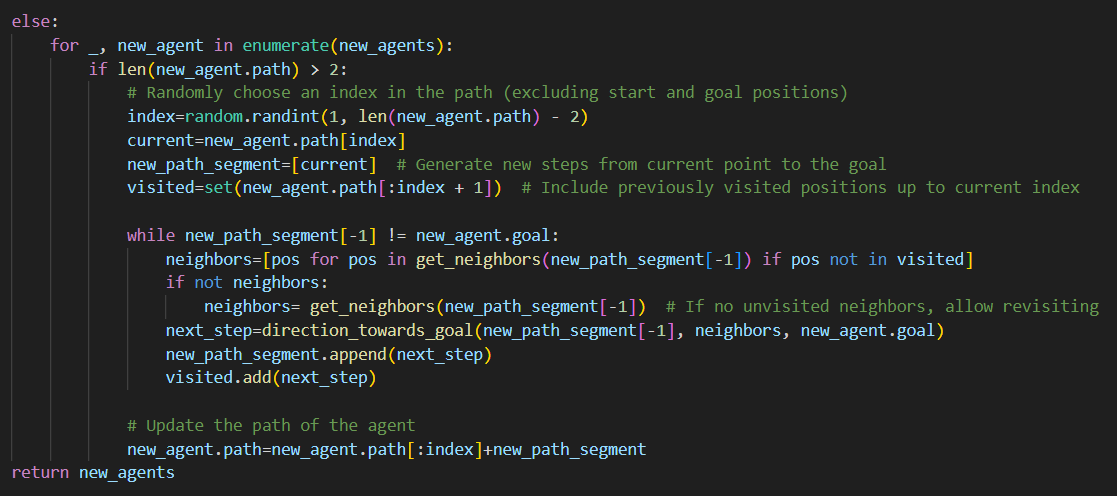 else:
    for _, new_agent in enumerate(new_agents):
        if len(new_agent.path) > 2:
            # Randomly choose an index in the path (excluding start and goal positions)
            index=random.randint(1, len(new_agent.path) - 2)
            current=new_agent.path[index]
            new_path_segment=[current]  # Generate new steps from current point to the goal
            visited=set(new_agent.path[:index + 1])  # Include previously visited positions up to current index

            while new_path_segment[-1] != new_agent.goal:
                neighbors=[pos for pos in get_neighbors(new_path_segment[-1]) if pos not in visited]
                if not neighbors:
                    neighbors= get_neighbors(new_path_segment[-1])  # If no unvisited neighbors, allow revisiting
                next_step=direction_towards_goal(new_path_segment[-1], neighbors, new_agent.goal)
                new_path_segment.append(next_step)
                visited.add(next_step)

            # Update the path of the agent
            new_agent.path=new_agent.path[:index]+new_path_segment
return new_agents